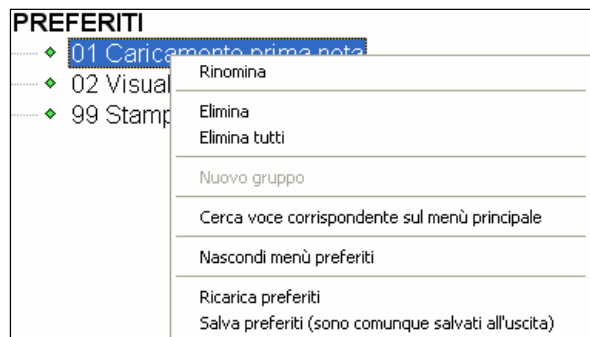 PREFERITI
01 Caricamento prima nota
Rinomina
02 Visual
Elimina
99 Stamp
Elimina tutti
Nuovo gruppo
Cerca voce corrispondente sul menù principale
Nascondi menù preferiti
Ricarica preferiti
Salva preferiti (sono comunque salvati all'uscita)